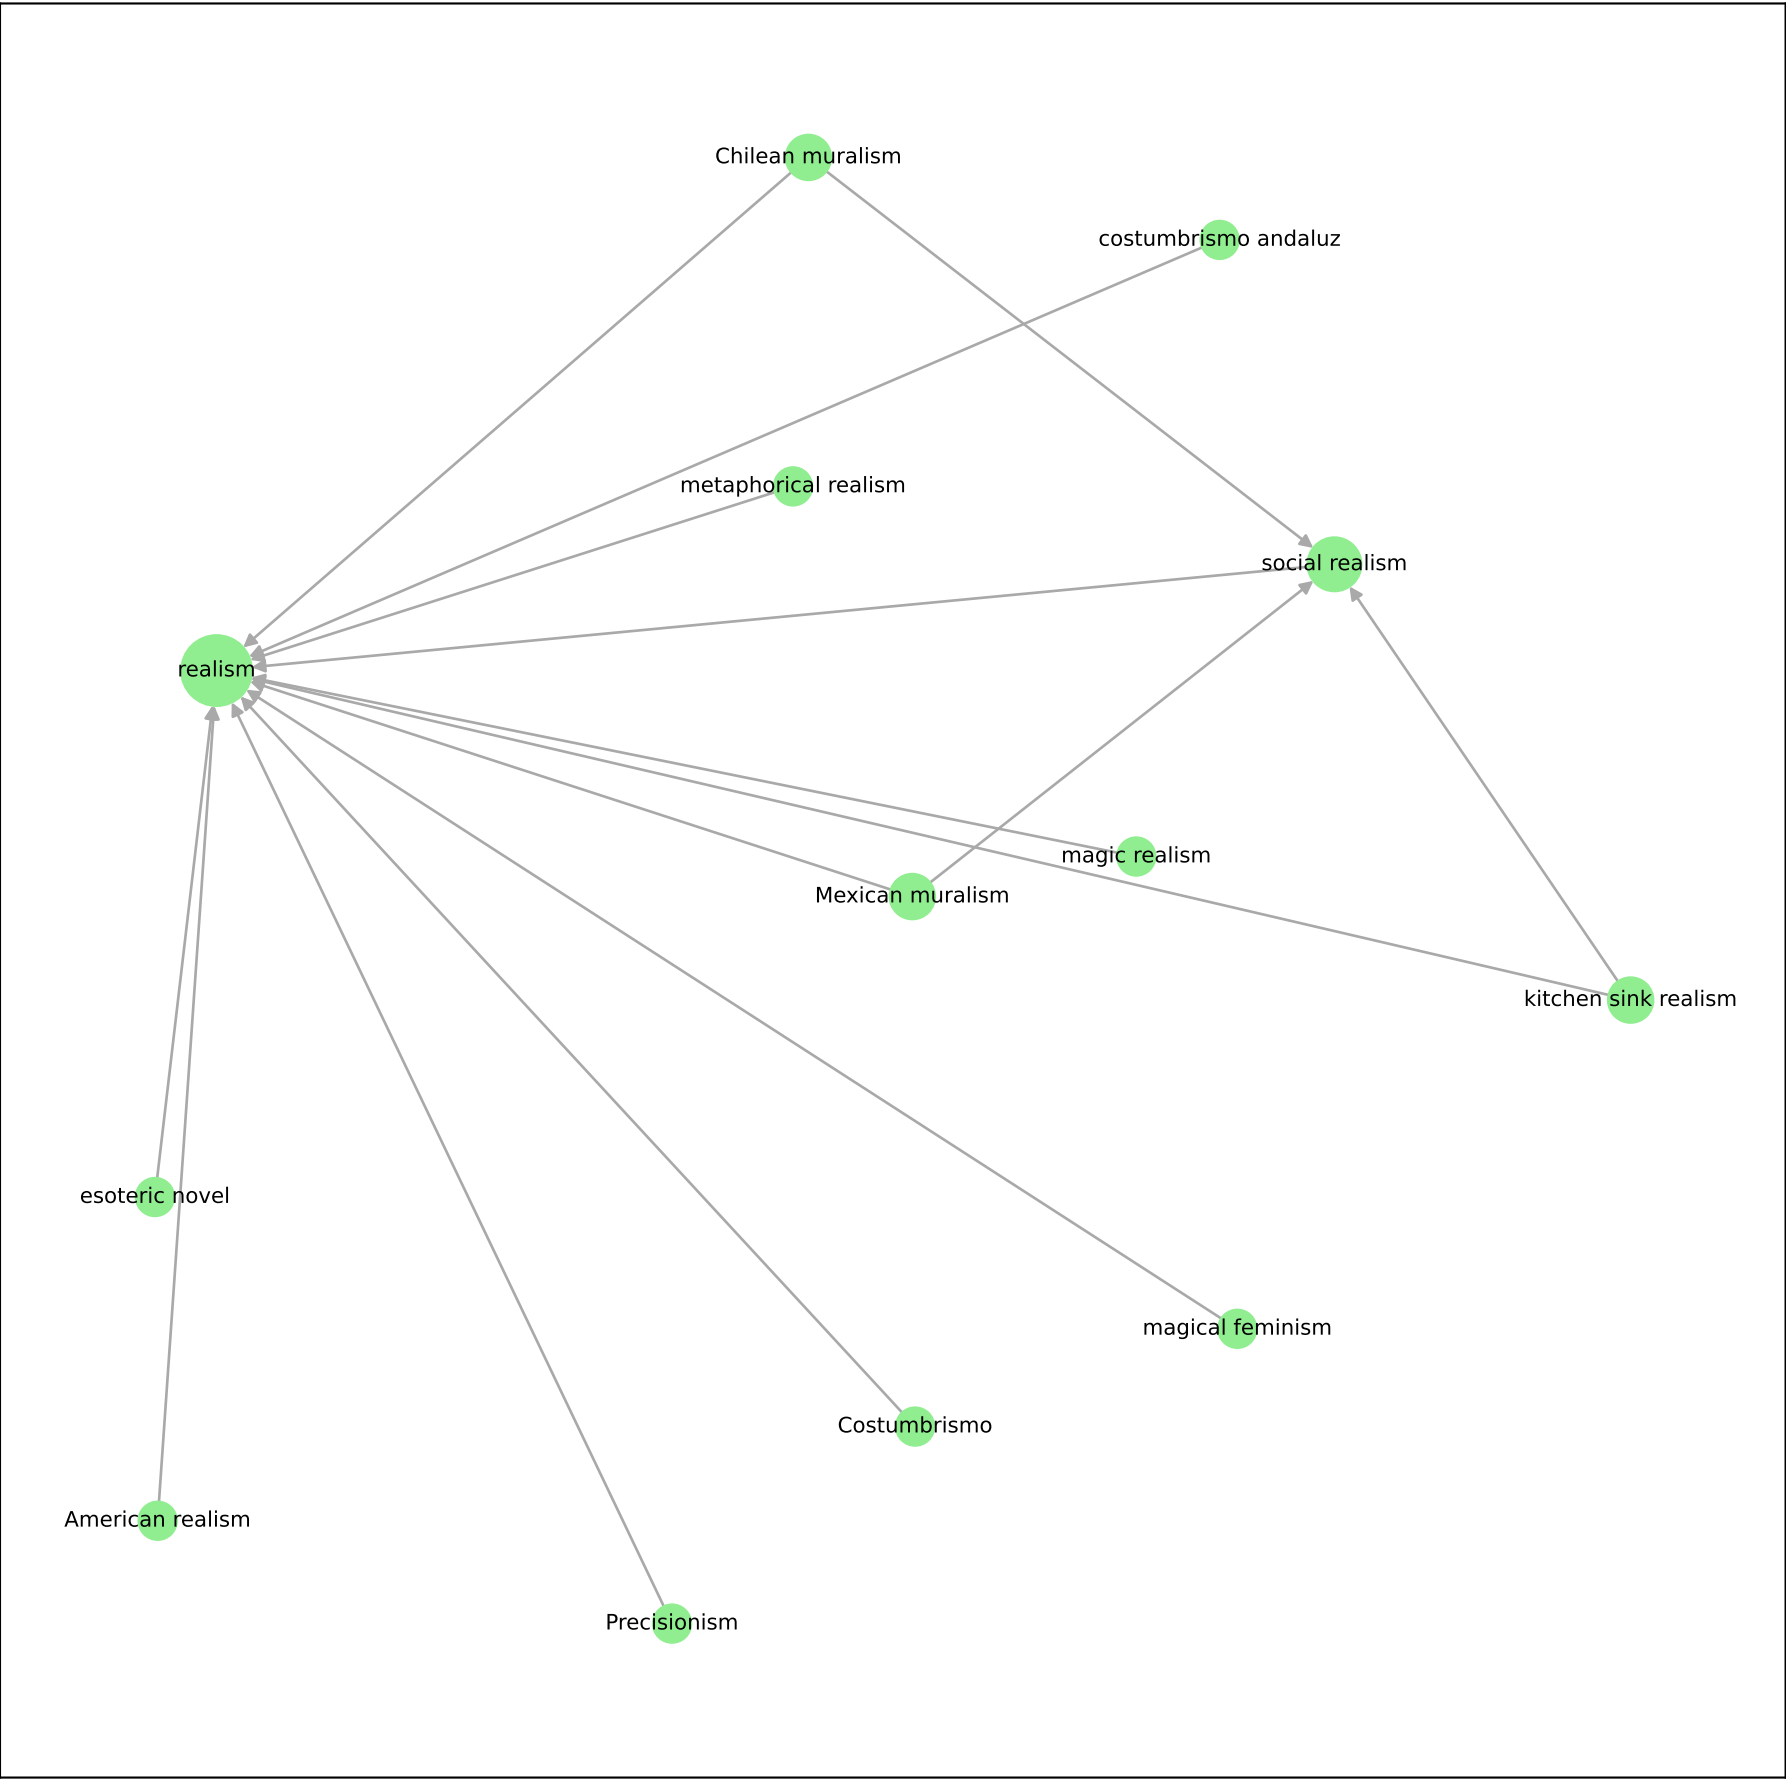 Chilean muralism
costumbrismo andaluz
metaphorical realism
social realism
realism
magic realism
Mexican muralism
kitchen sink realism
esoteric novel
magical feminism
Costumbrismo
American realism
Precisionism